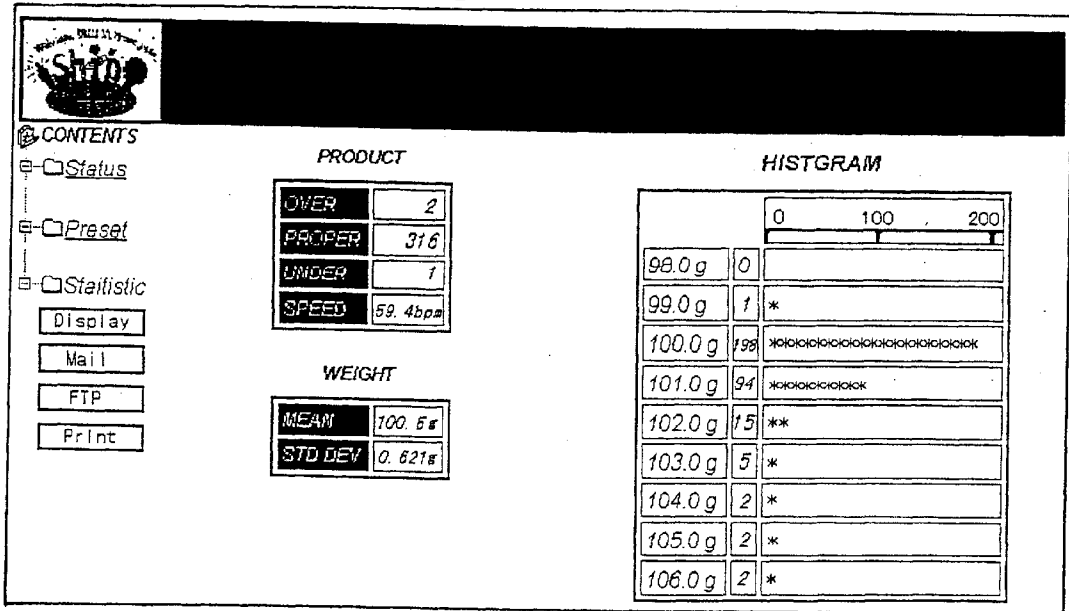 Ship
CONTENTS
Status
Preset
Staitistic
Display
Mail
FTP
Print
PRODUCT
OVER 2
PROPER 316
UNDER 1
SPEED 59.4bpm
WEIGHT
MEAN 100.6g
STD DEV 0.621g
HISTGRAM
0 100 200
98.0 g 0
99.0 g 1 *
100.0 g 198 *********************
101.0 g 94 **********
102.0 g 15 **
103.0 g 5 *
104.0 g 2 *
105.0 g 2 *
106.0 g 2 *